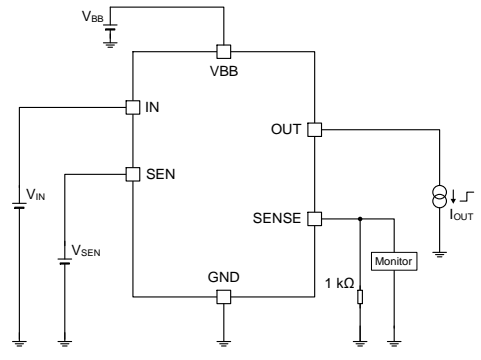 VBB
VBB
IN
OUT
SEN
VIN
IOUT
SENSE
VSEN
Monitor
GND
1 kΩ